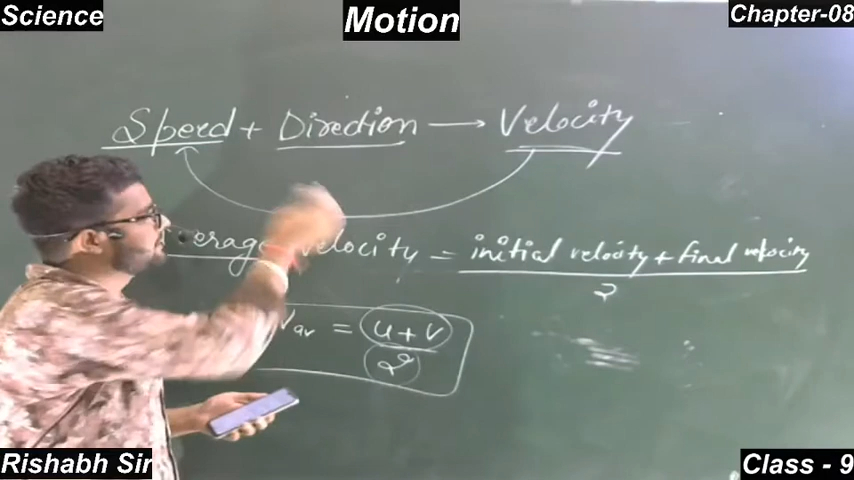 Science
Motion
Chapter-08
Speed + Direction → Velocity
erage velocity = initial velocity + final velocity
2
Vav = u + v
2
Rishabh Sir
Class - 9